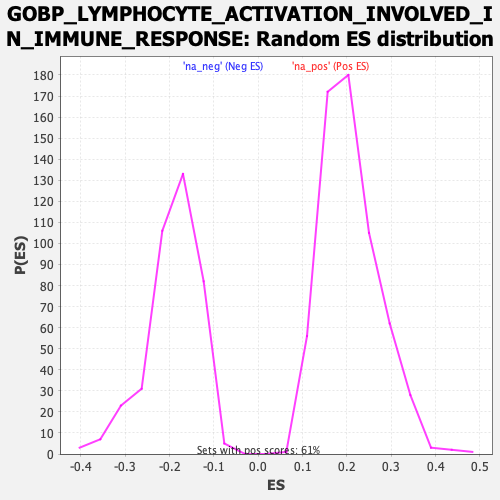 GOBP_LYMPHOCYTE_ACTIVATION_INVOLVED_I
N_IMMUNE_RESPONSE: Random ES distribution
'na_neg' (Neg ES) 'na_pos' (Pos ES)
180
170
160
150
140
130
120
110
100
90
80
70
60
50
40
30
20
10
0
P(ES)
Sets with pos scores: 61%
-0.4 -0.3 -0.2 -0.1 0.0 0.1 0.2 0.3 0.4 0.5
ES